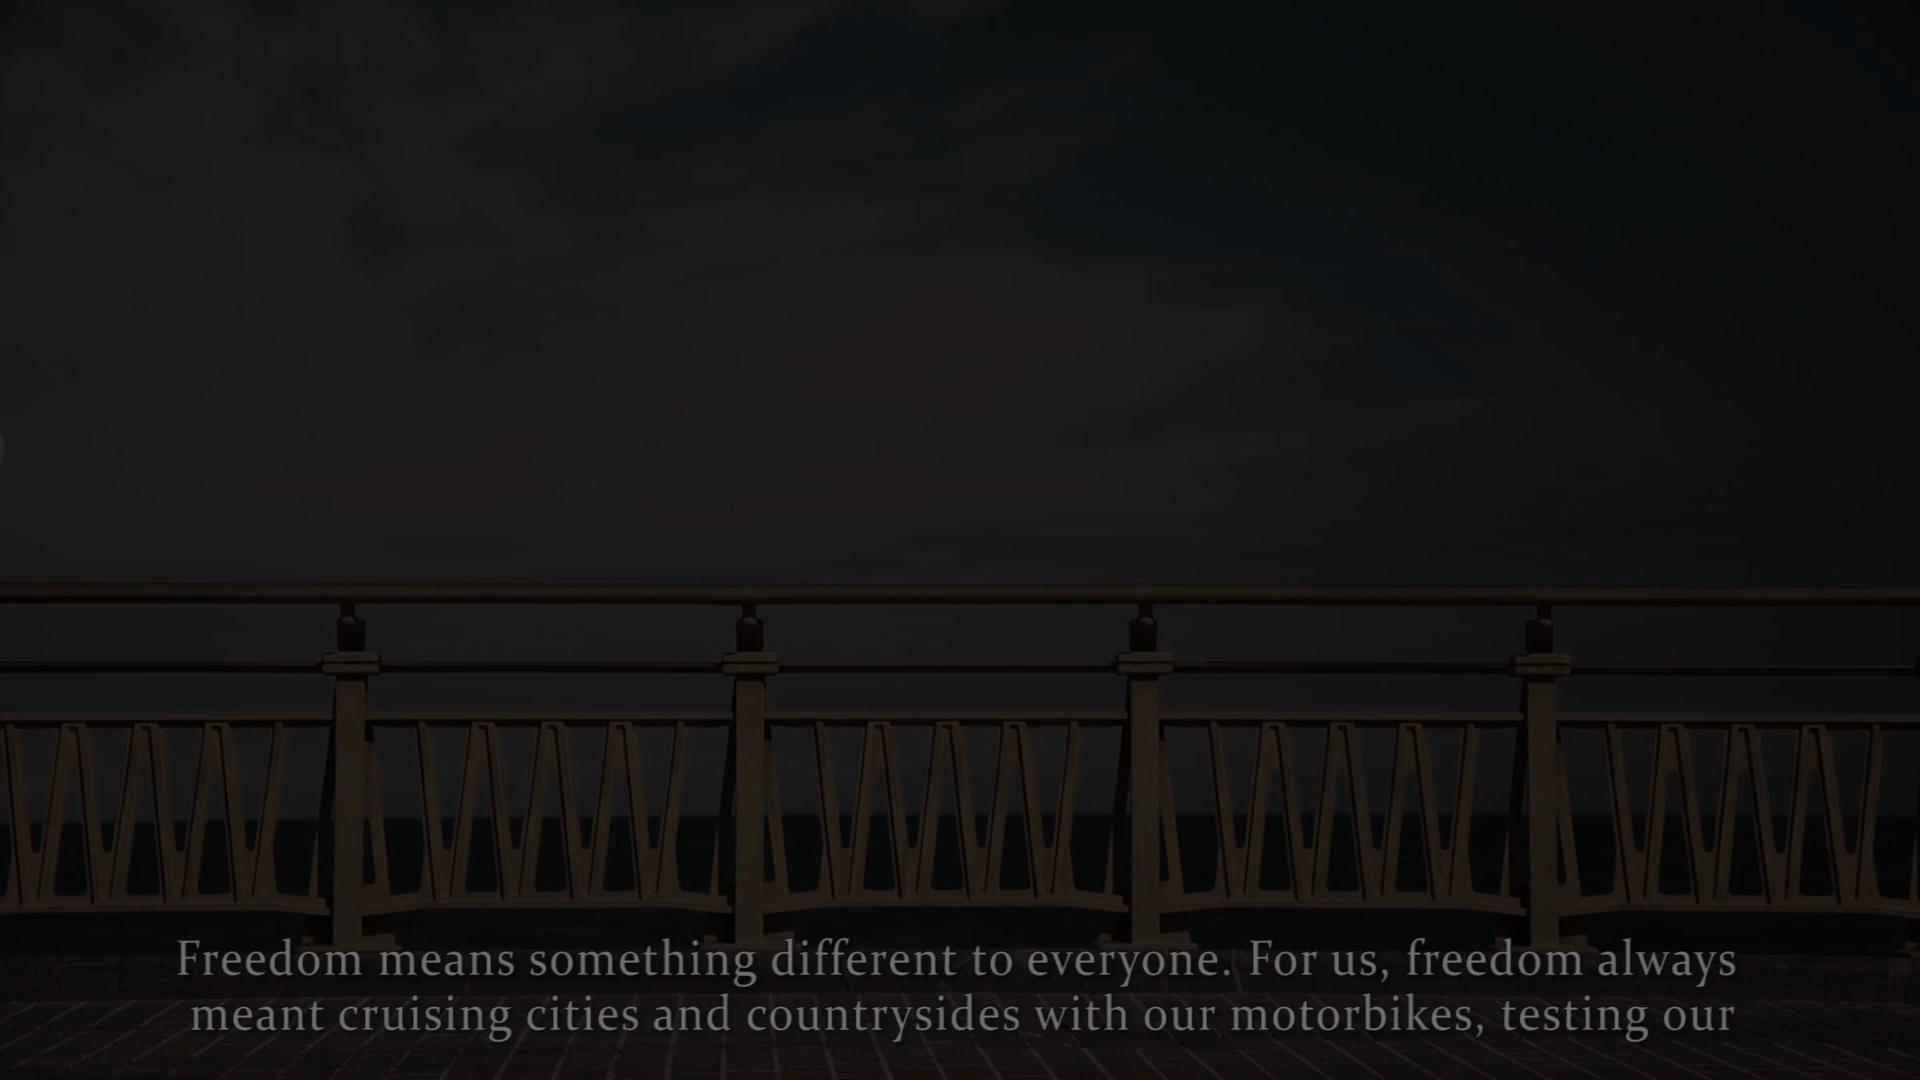 Freedom means something different to everyone. For us, freedom always
meant cruising cities and countrysides with our motorbikes, testing our